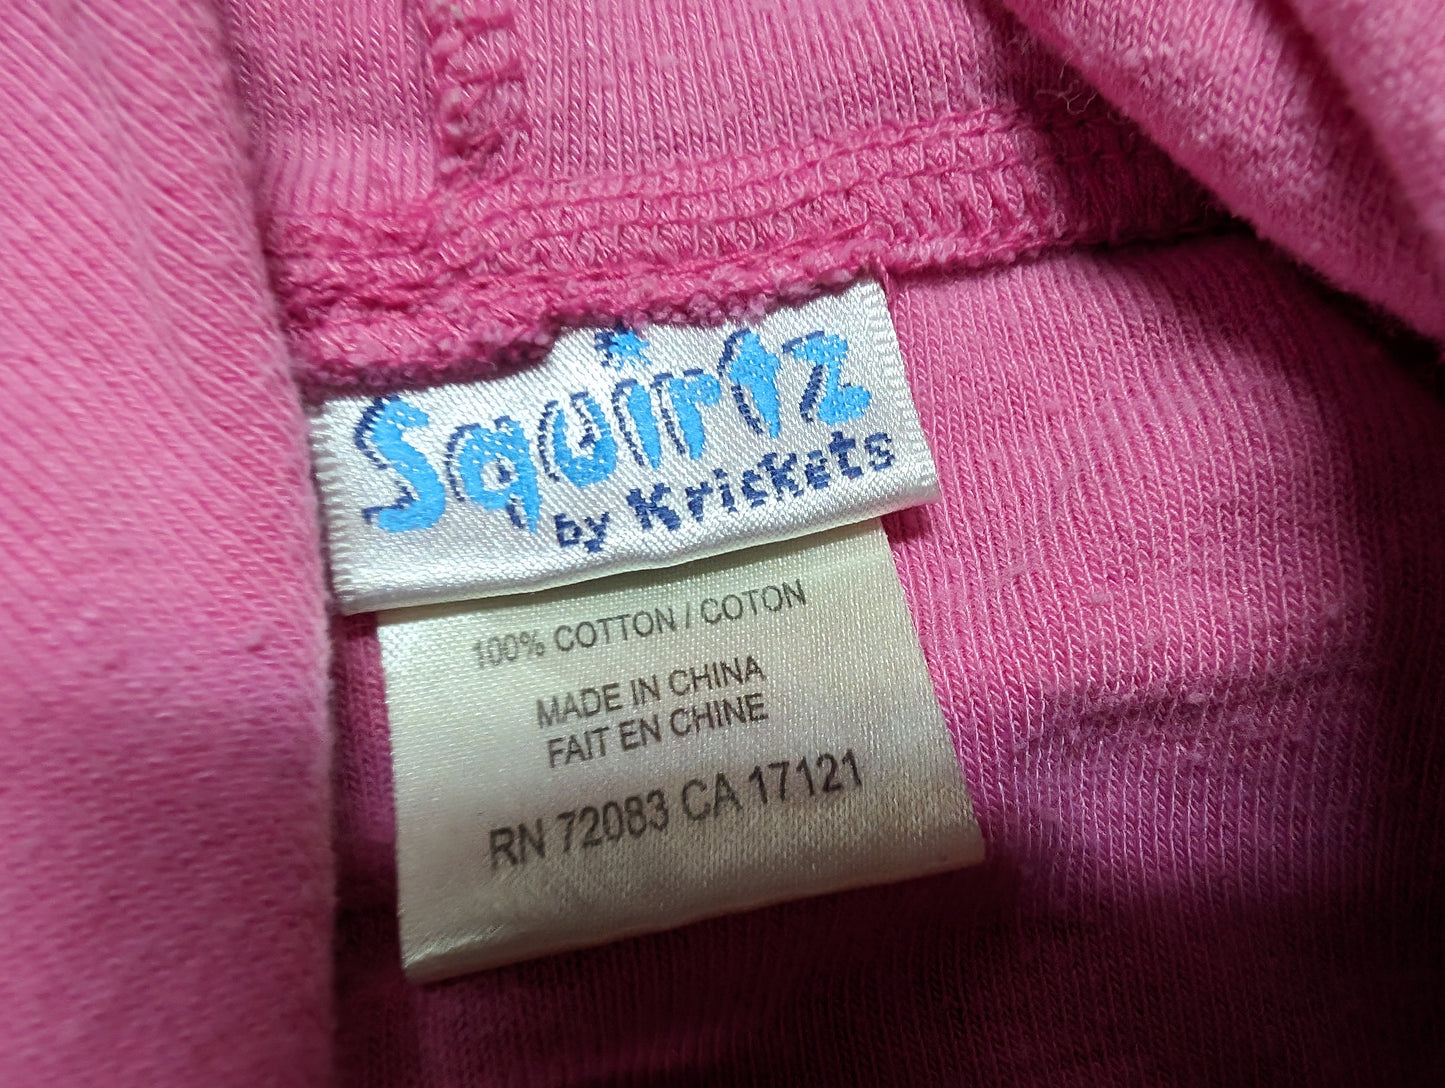 Squirtz
by Krickets
100% COTTON / COTON
MADE IN CHINA
FAIT EN CHINE
RN 72083 CA 17121